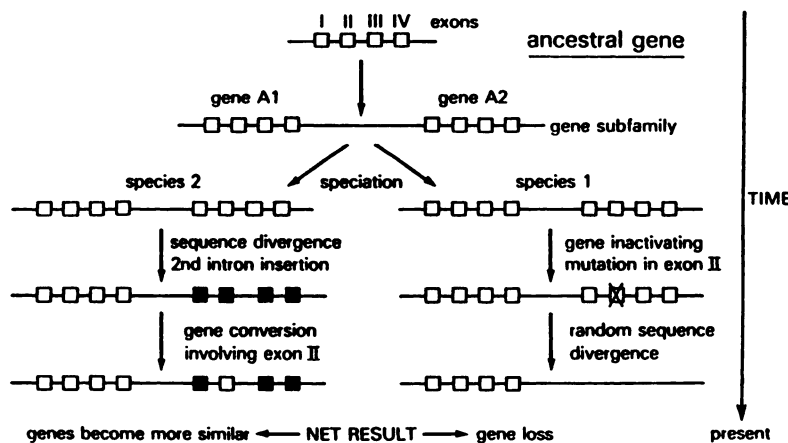 I II III IV exons
ancestral gene
gene A1
gene A2
gene subfamily
species 2
speciation
species 1
TIME
sequence divergence
2nd intron insertion
gene inactivating
mutation in exon II
gene conversion
involving exon II
random sequence
divergence
genes become more similar
NET RESULT
gene loss
present